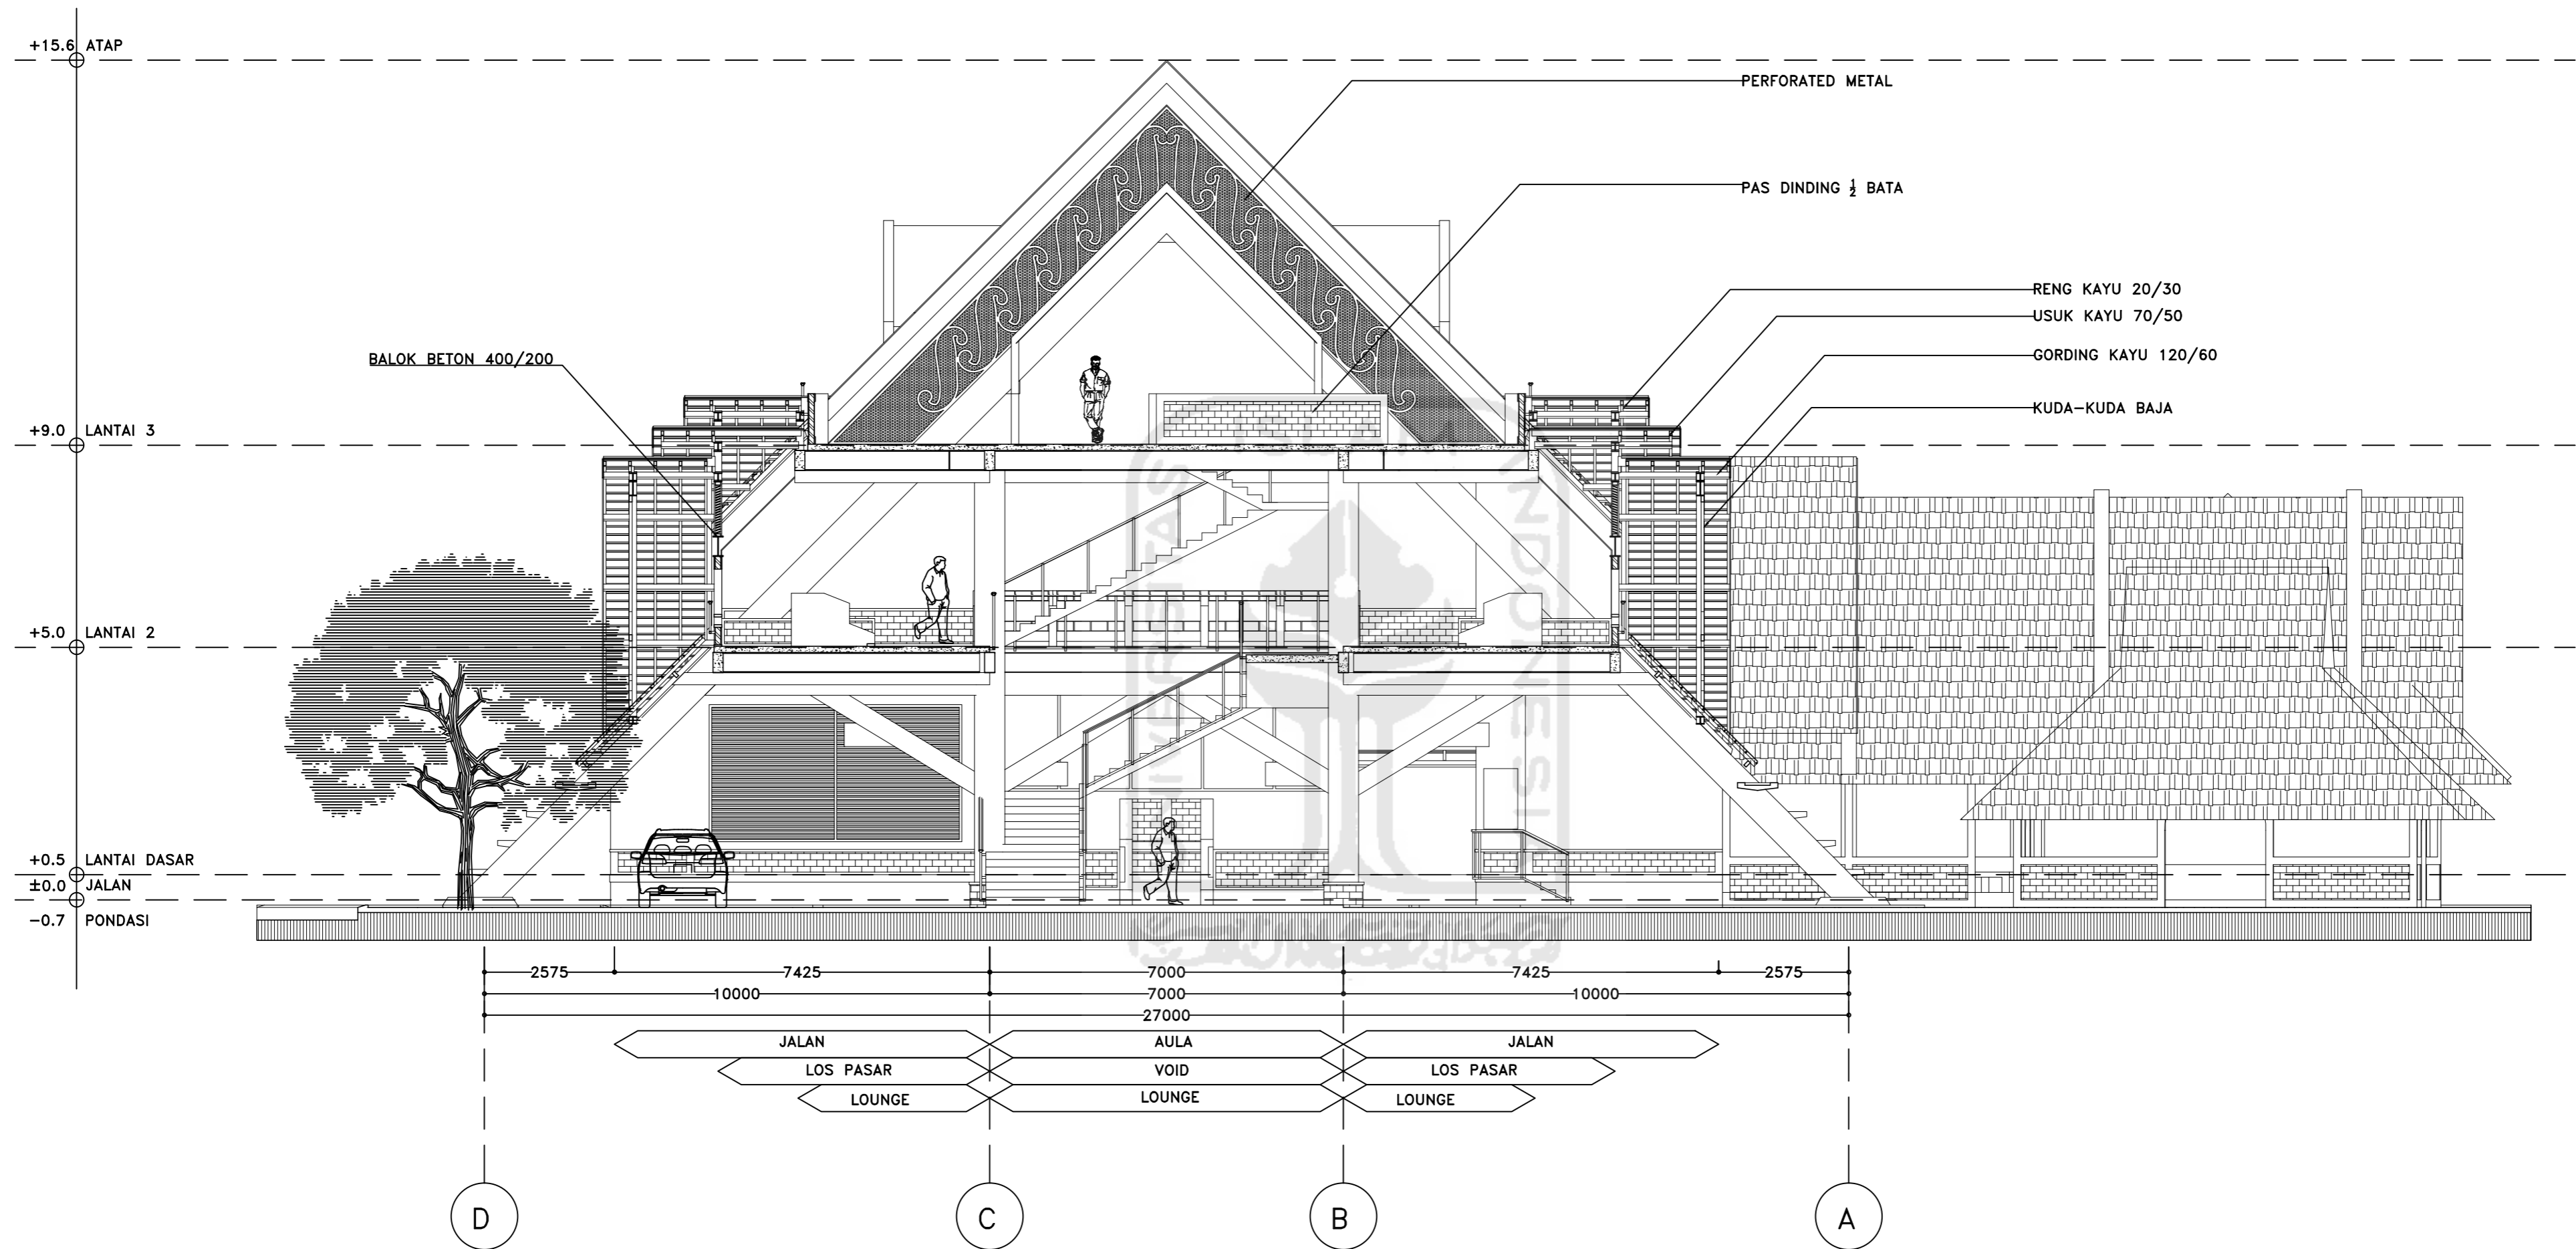 +15.6 ATAP
PERFORATED METAL
PAS DINDING ½ BATA
RENG KAYU 20/30
USUK KAYU 70/50
GORDING KAYU 120/60
KUDA-KUDA BAJA
BALOK BETON 400/200
+9.0 LANTAI 3
+5.0 LANTAI 2
+0.5 LANTAI DASAR
±0.0 JALAN
-0.7 PONDASI
UNIVERSITAS ISLAM INDONESIA
2575 7425 7000 7425 2575
10000 7000 10000
27000
JALAN AULA JALAN
LOS PASAR VOID LOS PASAR
LOUNGE LOUNGE LOUNGE
D C B A